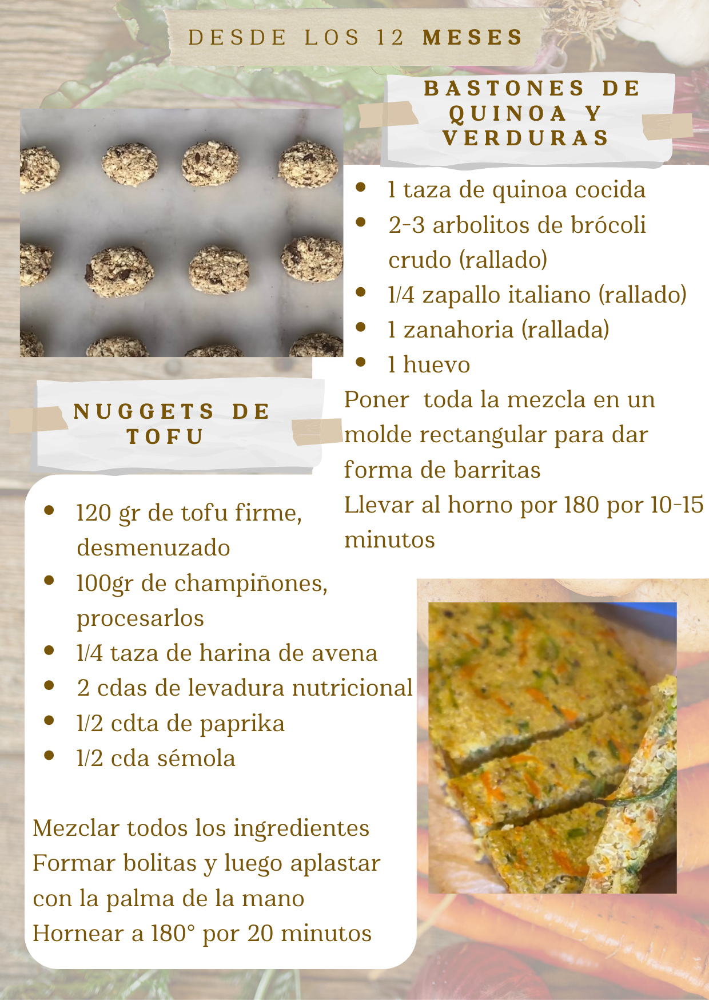 DESDE LOS 12 MESES
BASTONES DE
QUINOA Y
VERDURAS
• 1 taza de quinoa cocida
• 2-3 arbolitos de brócoli
crudo (rallado)
• 1/4 zapallo italiano (rallado)
• 1 zanahoria (rallada)
• 1 huevo
Poner toda la mezcla en un
molde rectangular para dar
forma de barritas
Llevar al horno por 180 por 10-15
minutos
NUGGETS DE
TOFU
• 120 gr de tofu firme,
desmenuzado
• 100gr de champiñones,
procesarlos
• 1/4 taza de harina de avena
• 2 cdas de levadura nutricional
• 1/2 cdta de paprika
• 1/2 cda sémola
Mezclar todos los ingredientes
Formar bolitas y luego aplastar
con la palma de la mano
Hornear a 180° por 20 minutos